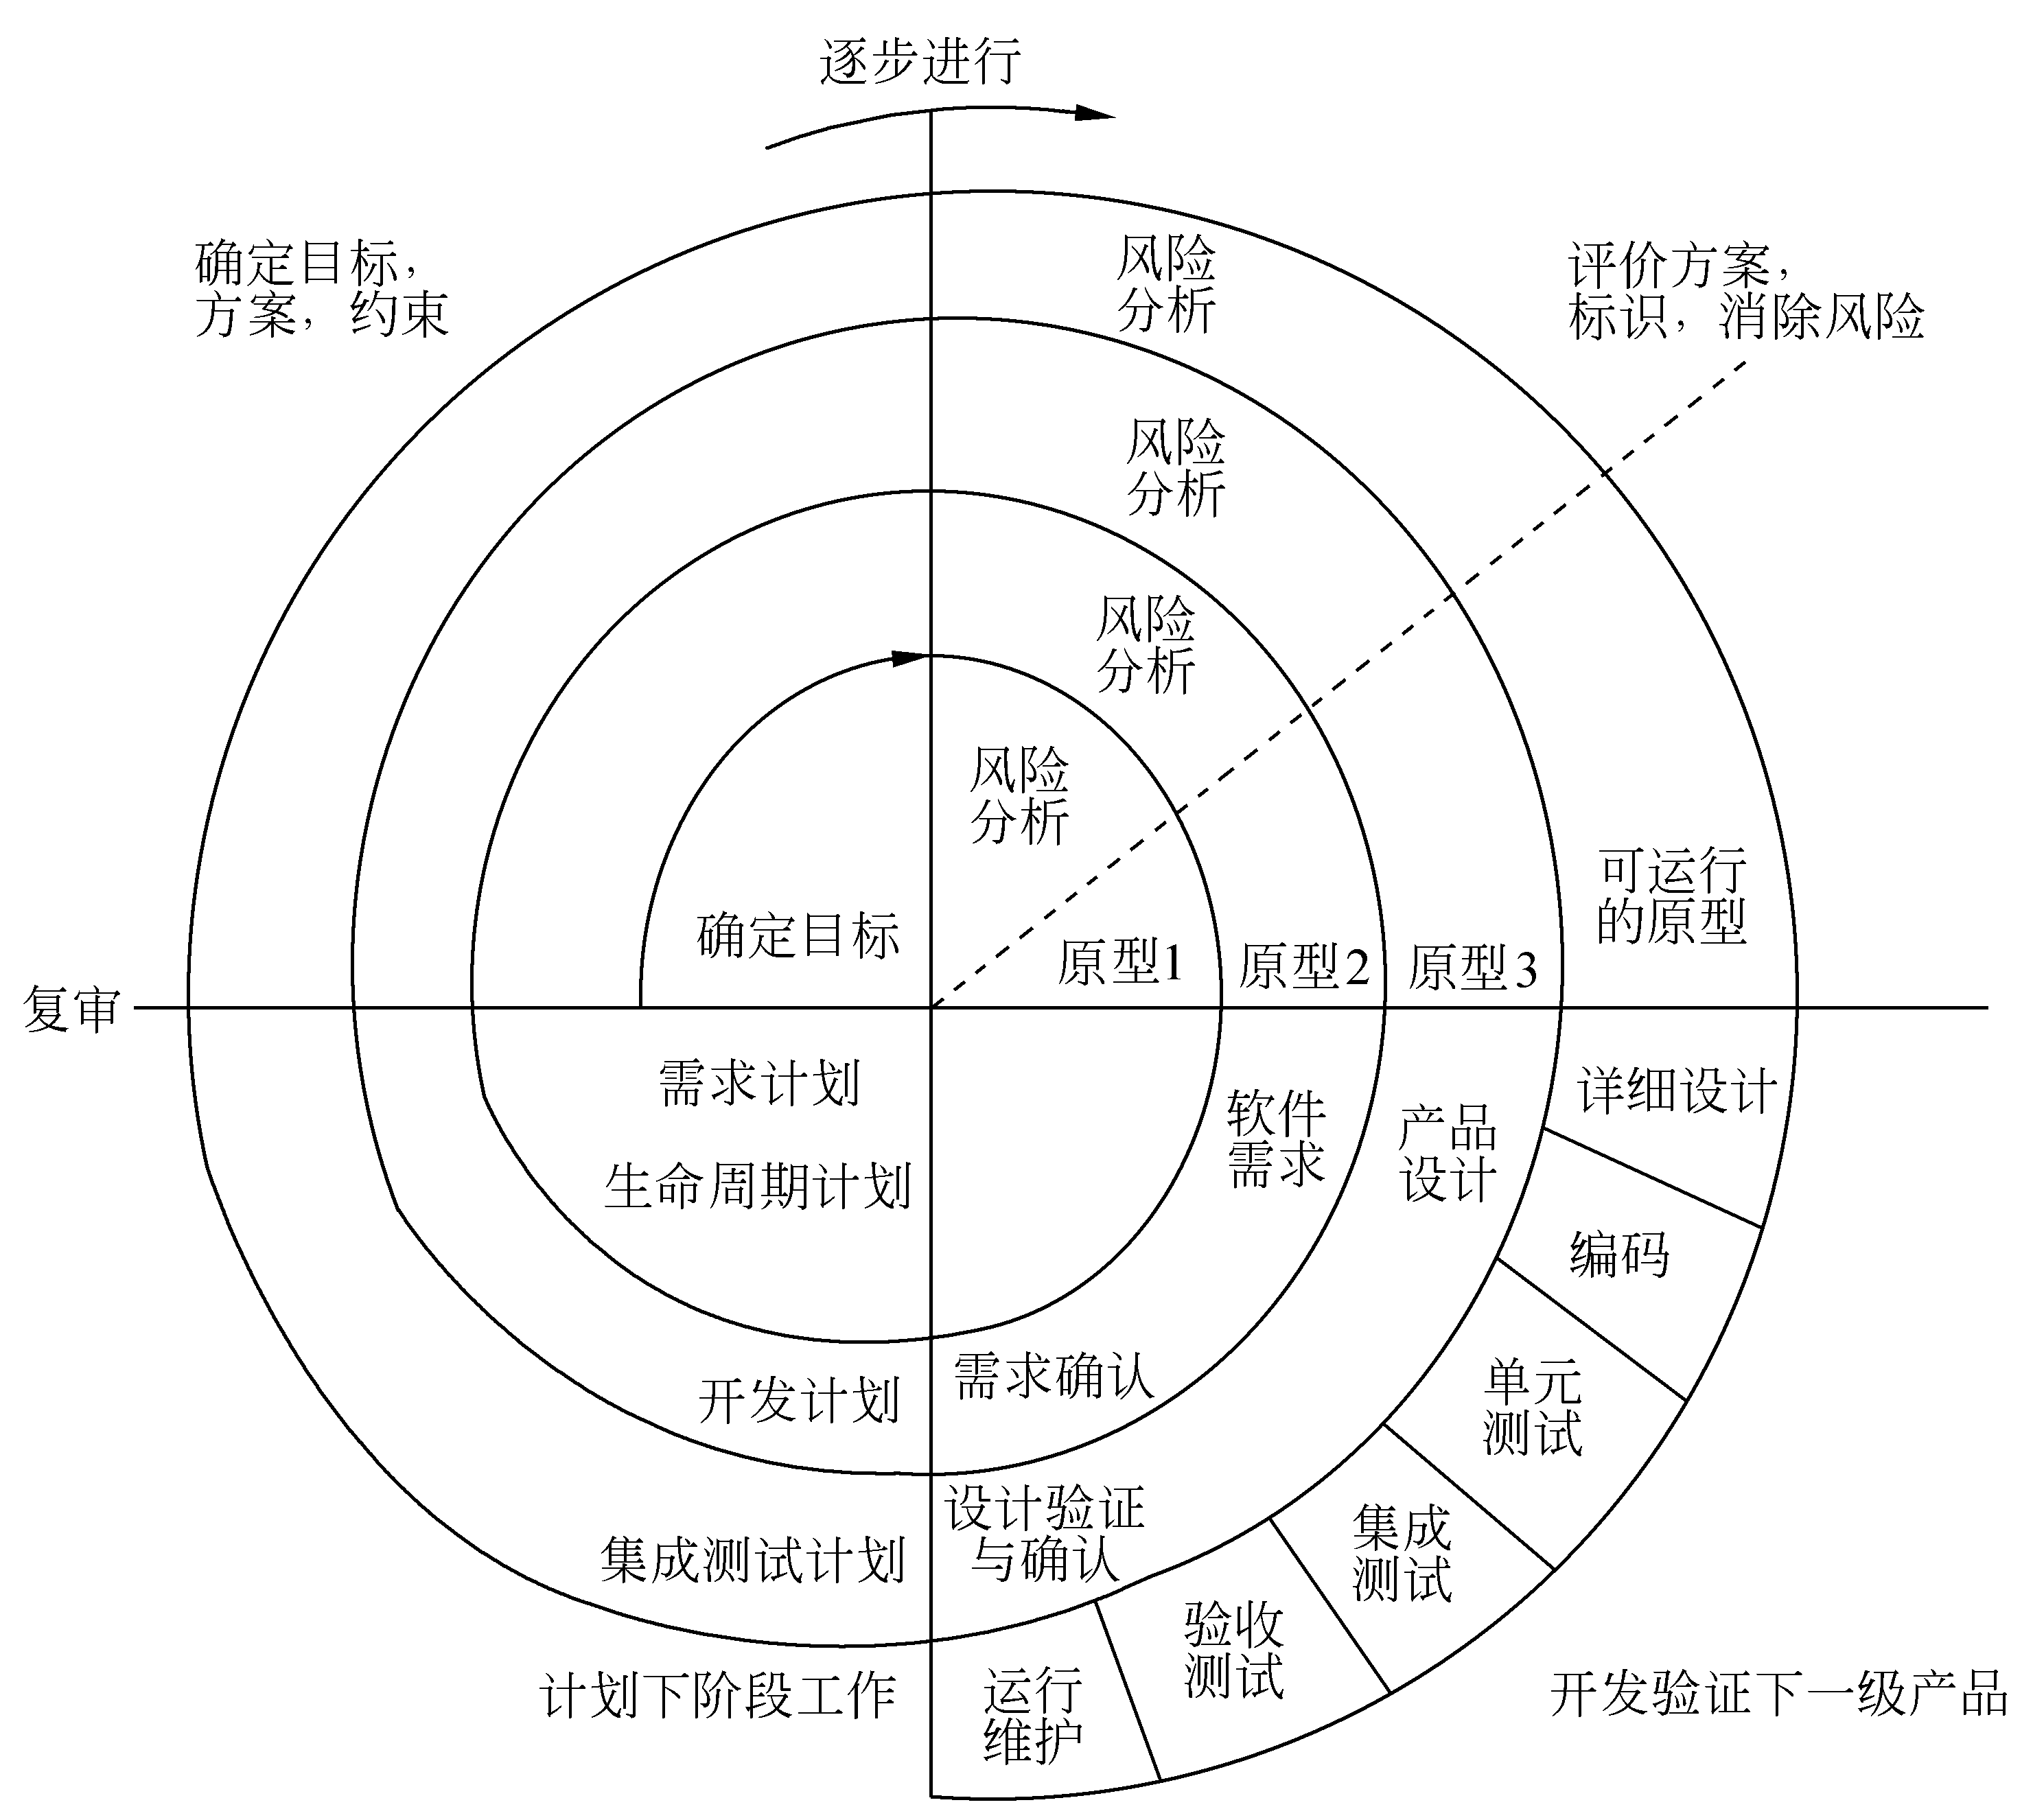 逐步进行
确定目标,
方案, 约束
评价方案,
标识, 消除风险
风险
分析
风险
分析
风险
分析
风险
分析
确定目标
原型1
原型2
原型3
可运行
的原型
复审
需求计划
生命周期计划
软件
需求
产品
设计
详细设计
编码
单元
测试
开发计划
需求确认
集成测试计划
设计验证
与确认
集成
测试
验收
测试
运行
维护
计划下阶段工作
开发验证下一级产品